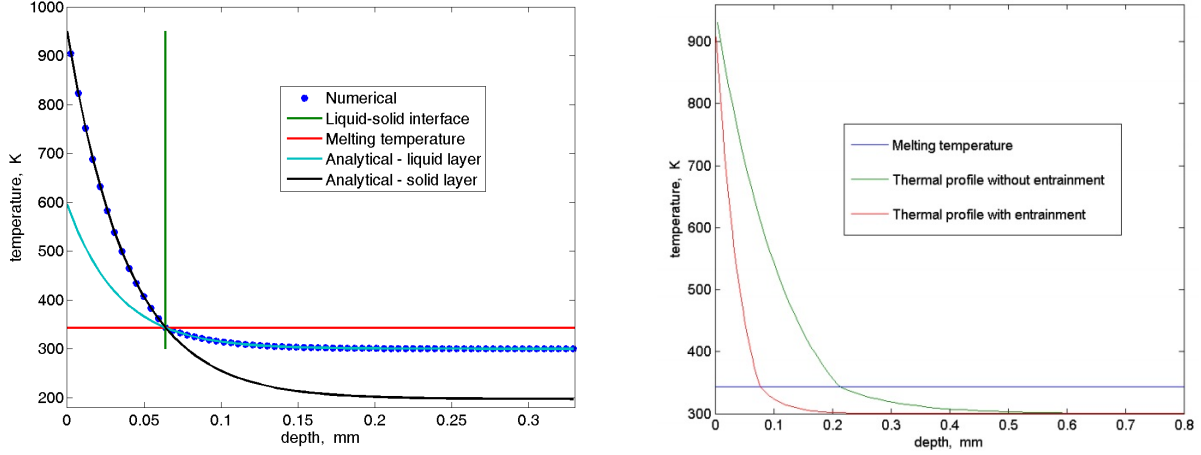 1000
900
800
700
600
500
400
300
200
temperature, K
0
0.05
0.1
0.15
0.2
0.25
0.3
depth, mm
Numerical
Liquid-solid interface
Melting temperature
Analytical - liquid layer
Analytical - solid layer
900
800
700
600
500
400
300
temperature, K
0
0.1
0.2
0.3
0.4
0.5
0.6
0.7
0.8
depth, mm
Melting temperature
Thermal profile without entrainment
Thermal profile with entrainment